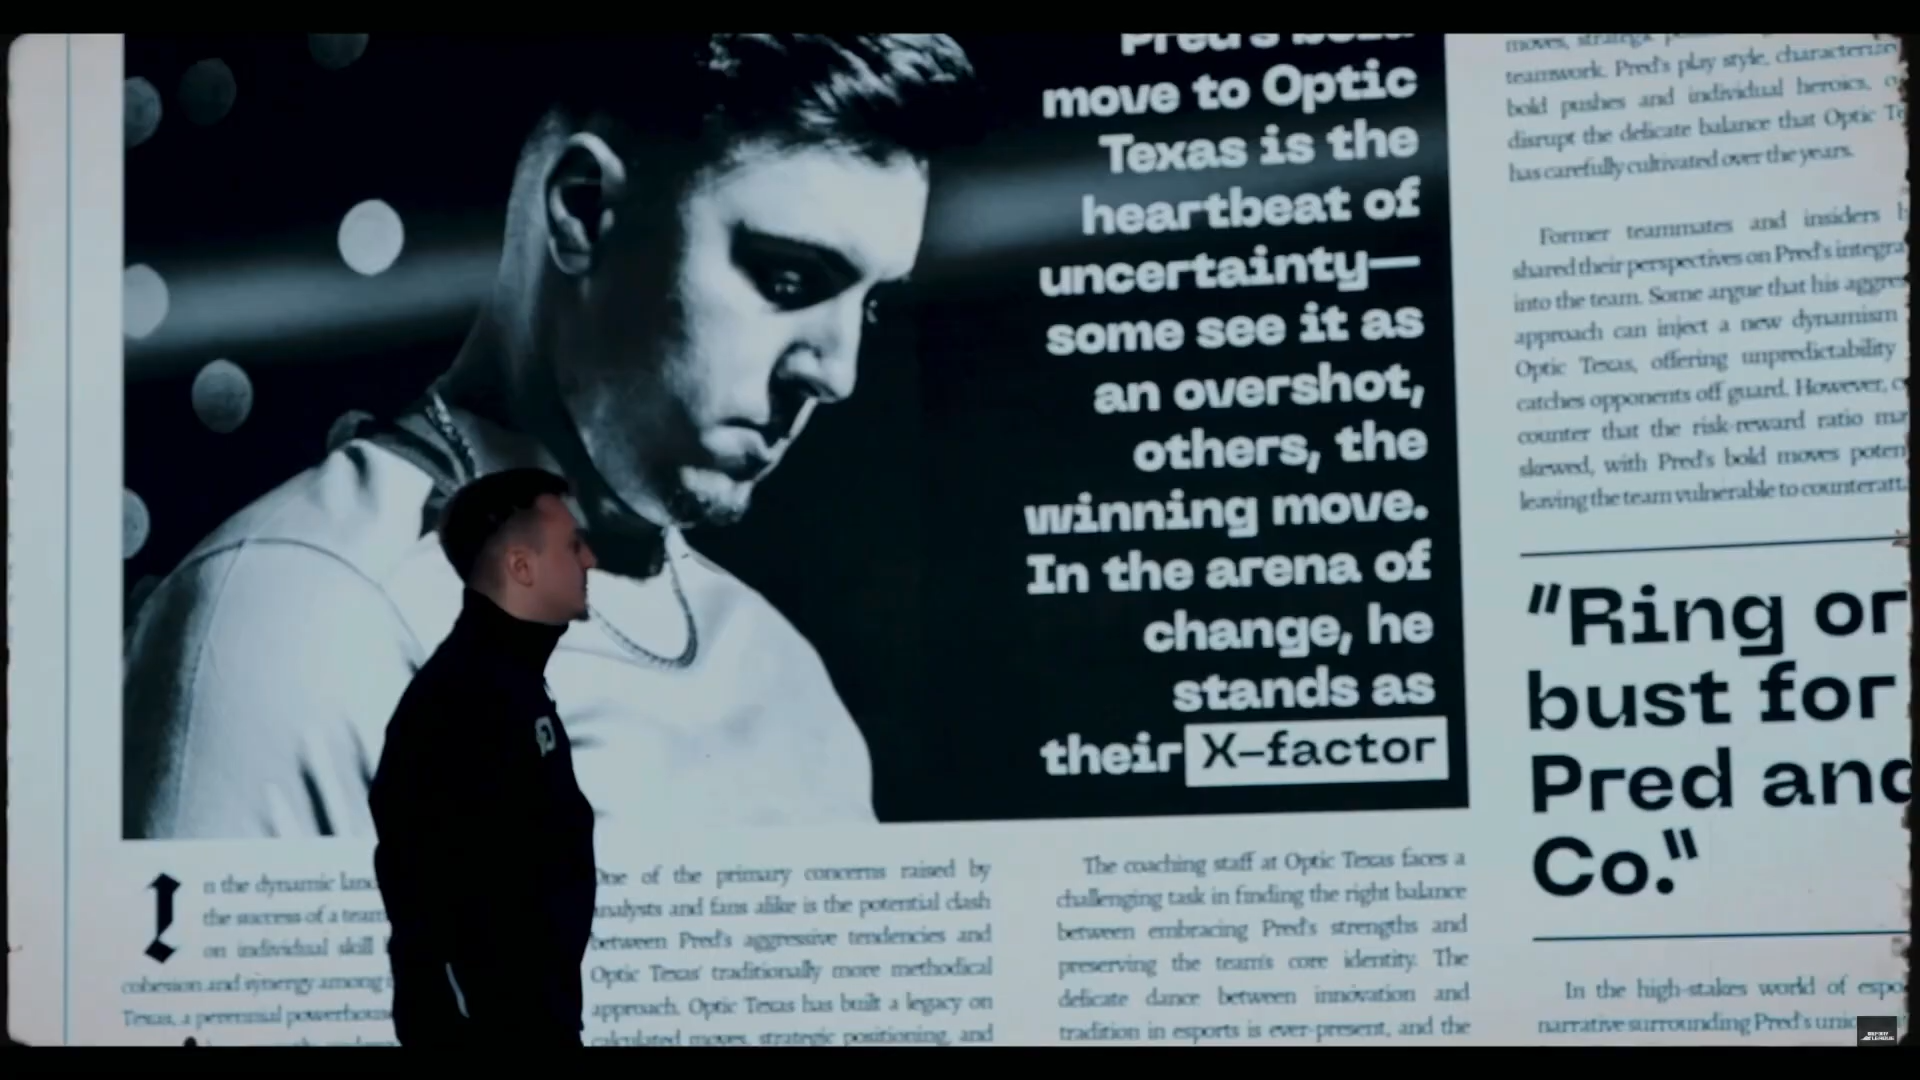 Pred's bold
move to Optic
Texas is the
heartbeat of
uncertainty—
some see it as
an overshot,
others, the
winning move.
In the arena of
change, he
stands as
their X-factor
n the dynamic land
the success of a team
on individual skill
cohesion and synergy among
Texas, a perennial powerhouse
One of the primary concerns raised by
analysts and fans alike is the potential clash
between Pred's aggressive tendencies and
Optic Texas' traditionally more methodical
approach. Optic Texas has built a legacy on
calculated moves, strategic positioning, and
The coaching staff at Optic Texas faces a
challenging task in finding the right balance
between embracing Pred's strengths and
preserving the team's core identity. The
delicate dance between innovation and
tradition in esports is ever-present, and the
moves, strategic
teamwork. Pred's play style, characteriz
bold pushes and individual heroics, c
disrupt the delicate balance that Optic Te
has carefully cultivated over the years.
Former teammates and insiders h
shared their perspectives on Pred's integra
into the team. Some argue that his aggres
approach can inject a new dynamism
Optic Texas, offering unpredictability
catches opponents off guard. However, o
counter that the risk-reward ratio ma
skewed, with Pred's bold moves poten
leaving the team vulnerable to counteratt
"Ring or
bust for
Pred and
Co."
In the high-stakes world of espo
narrative surrounding Pred's uniq